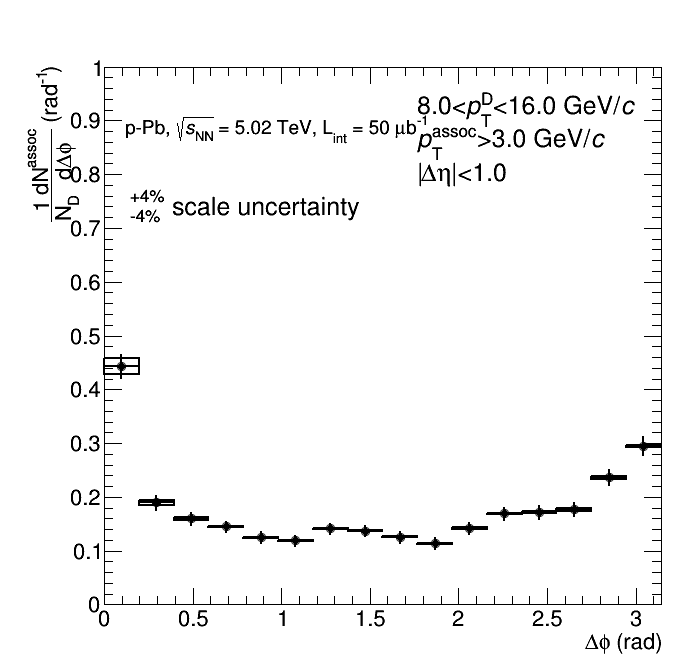 1 dN^assoc / N_D dΔφ (rad^-1)
1
0.9
0.8
0.7
0.6
0.5
0.4
0.3
0.2
0.1
0
p-Pb, √s_NN = 5.02 TeV, L_int = 50 μb^-1
8.0<p_T^D<16.0 GeV/c
p_T^assoc>3.0 GeV/c
|Δη|<1.0
+4%
-4% scale uncertainty
0 0.5 1 1.5 2 2.5 3
Δφ (rad)